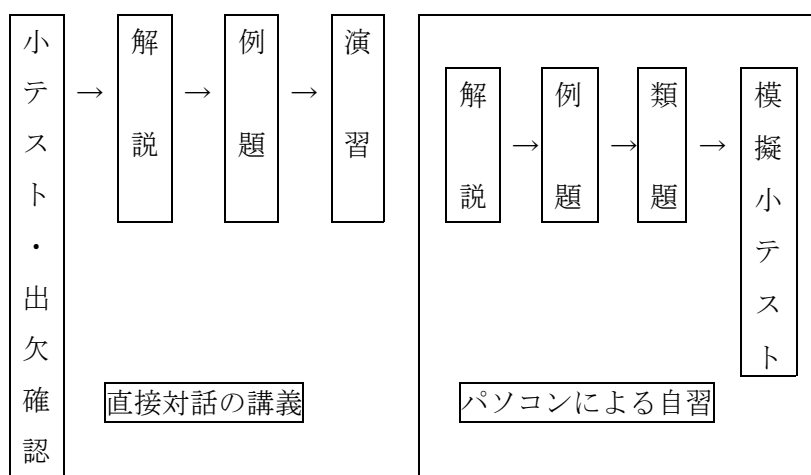 小テスト・出欠確認
→
解説
→
例題
→
演習
直接対話の講義
解説
→
例題
→
類題
→
模擬小テスト
パソコンによる自習